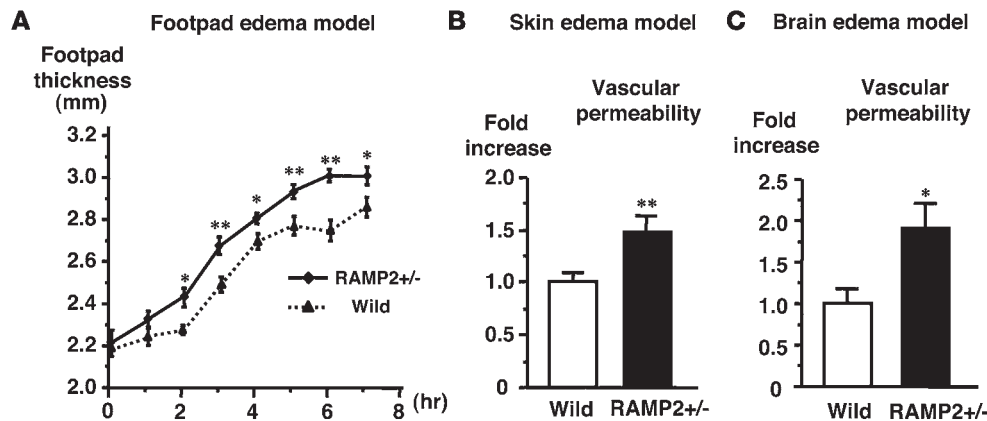 A Footpad edema model
Footpad
thickness
(mm)
3.2
3.0
2.8
2.6
2.4
2.2
2.0
* ** * ** ** *
RAMP2+/-
Wild
0 2 4 6 8 (hr)
B Skin edema model
Vascular
permeability
Fold
increase
2.0
1.5
1.0
0.5
0
**
Wild RAMP2+/-
C Brain edema model
Vascular
permeability
Fold
increase
2.5
2.0
1.5
1.0
0.5
0
*
Wild RAMP2+/-